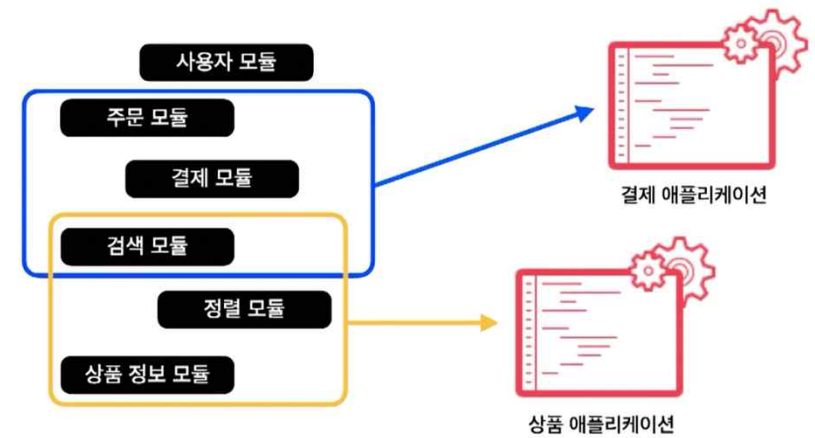 사용자 모듈
주문 모듈
결제 모듈
검색 모듈
정렬 모듈
상품 정보 모듈
결제 애플리케이션
상품 애플리케이션